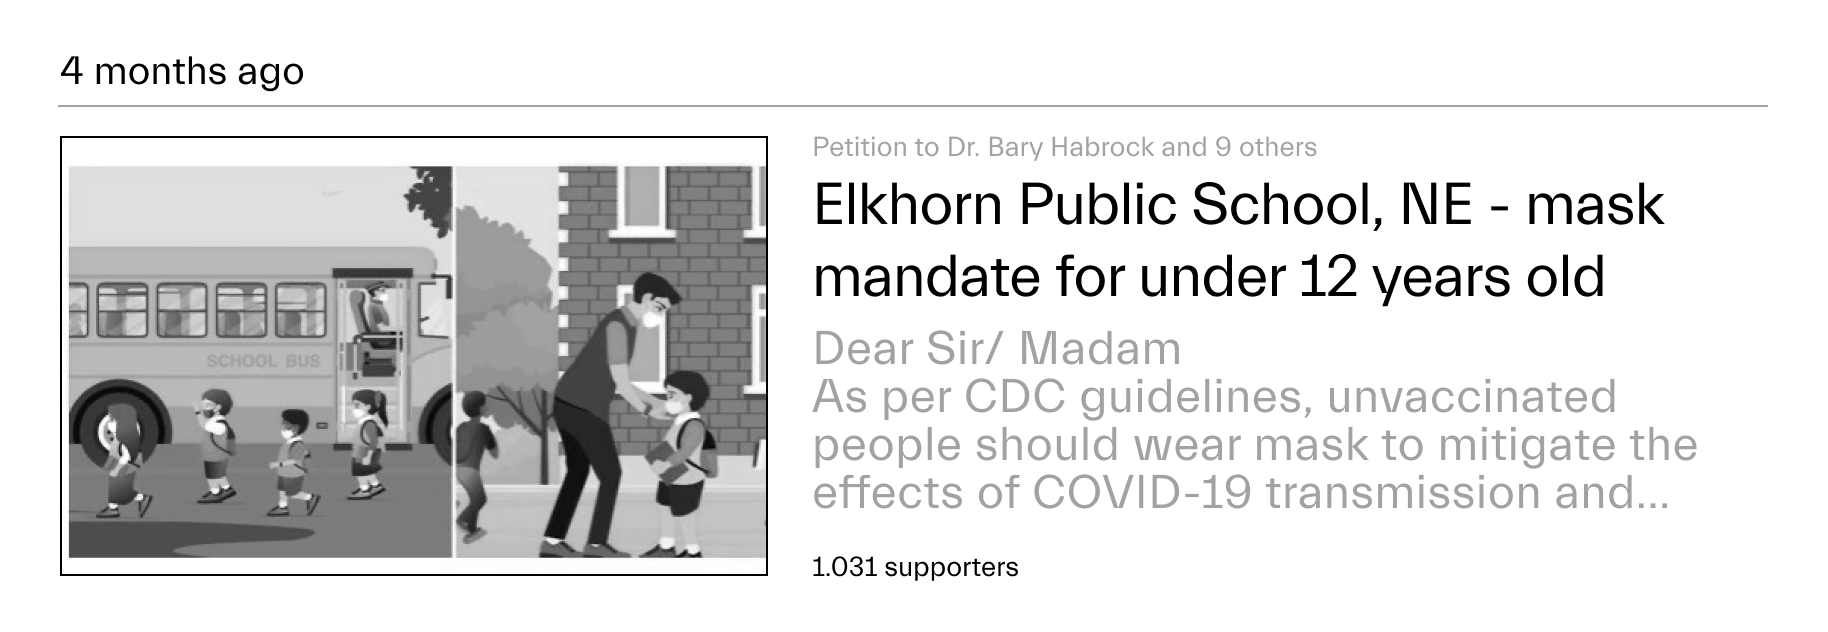 4 months ago
Petition to Dr. Bary Habrock and 9 others
Elkhorn Public School, NE - mask
mandate for under 12 years old
Dear Sir/ Madam
As per CDC guidelines, unvaccinated
people should wear mask to mitigate the
effects of COVID-19 transmission and...
1.031 supporters
SCHOOL BUS